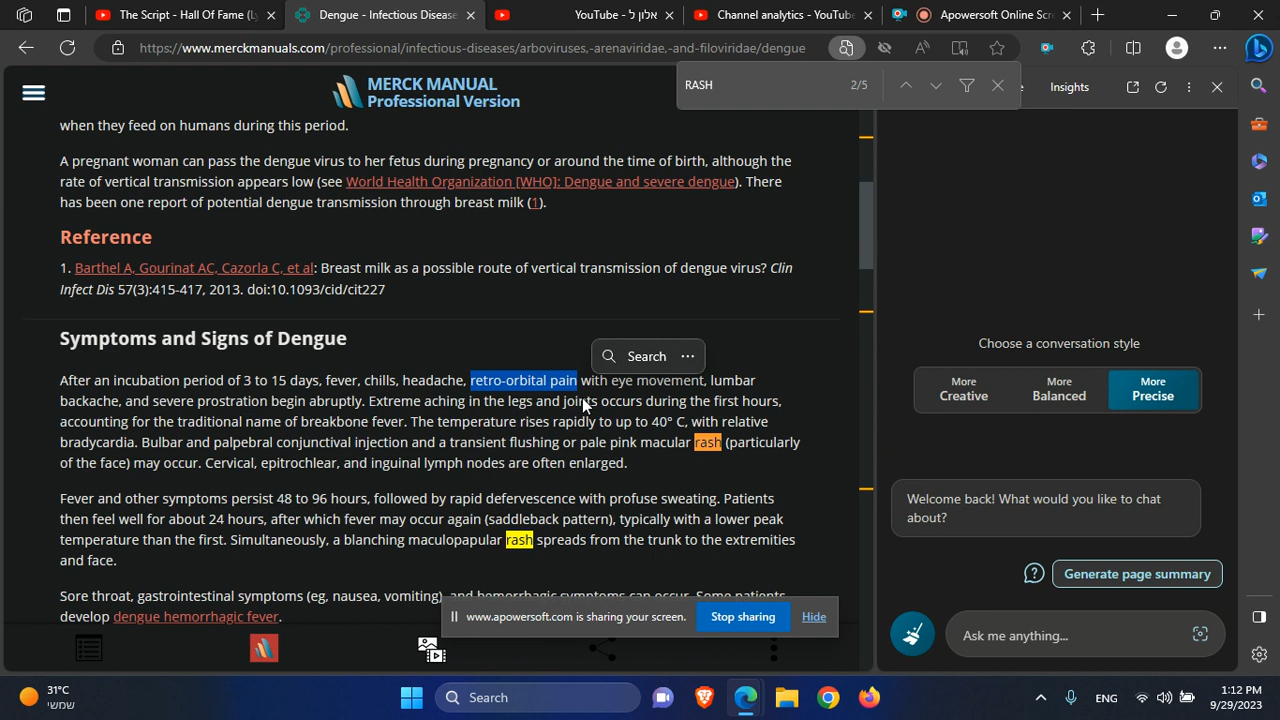 The Script - Hall Of Fame (Ly
Dengue - Infectious Disease
אלון ל - YouTube
Channel analytics - YouTube
Apowersoft Online Scr
https://www.merckmanuals.com/professional/infectious-diseases/arboviruses,-arenaviridae,-and-filoviridae/dengue
MERCK MANUAL
Professional Version
RASH
2/5
Insights
when they feed on humans during this period.
A pregnant woman can pass the dengue virus to her fetus during pregnancy or around the time of birth, although the
rate of vertical transmission appears low (see World Health Organization [WHO]: Dengue and severe dengue). There
has been one report of potential dengue transmission through breast milk (1).
Reference
1. Barthel A, Gourinat AC, Cazorla C, et al: Breast milk as a possible route of vertical transmission of dengue virus? Clin
Infect Dis 57(3):415-417, 2013. doi:10.1093/cid/cit227
Symptoms and Signs of Dengue
Search
After an incubation period of 3 to 15 days, fever, chills, headache, retro-orbital pain with eye movement, lumbar
backache, and severe prostration begin abruptly. Extreme aching in the legs and joints occurs during the first hours,
accounting for the traditional name of breakbone fever. The temperature rises rapidly to up to 40° C, with relative
bradycardia. Bulbar and palpebral conjunctival injection and a transient flushing or pale pink macular rash (particularly
of the face) may occur. Cervical, epitrochlear, and inguinal lymph nodes are often enlarged.
Fever and other symptoms persist 48 to 96 hours, followed by rapid defervescence with profuse sweating. Patients
then feel well for about 24 hours, after which fever may occur again (saddleback pattern), typically with a lower peak
temperature than the first. Simultaneously, a blanching maculopapular rash spreads from the trunk to the extremities
and face.
Sore throat, gastrointestinal symptoms (eg, nausea, vomiting), and hemorrhagic symptoms can occur. Some patients
develop dengue hemorrhagic fever.
www.apowersoft.com is sharing your screen.
Stop sharing
Hide
Choose a conversation style
More
Creative
More
Balanced
More
Precise
Welcome back! What would you like to chat
about?
Generate page summary
Ask me anything...
31°C
שמשי
Search
ENG
1:12 PM
9/29/2023